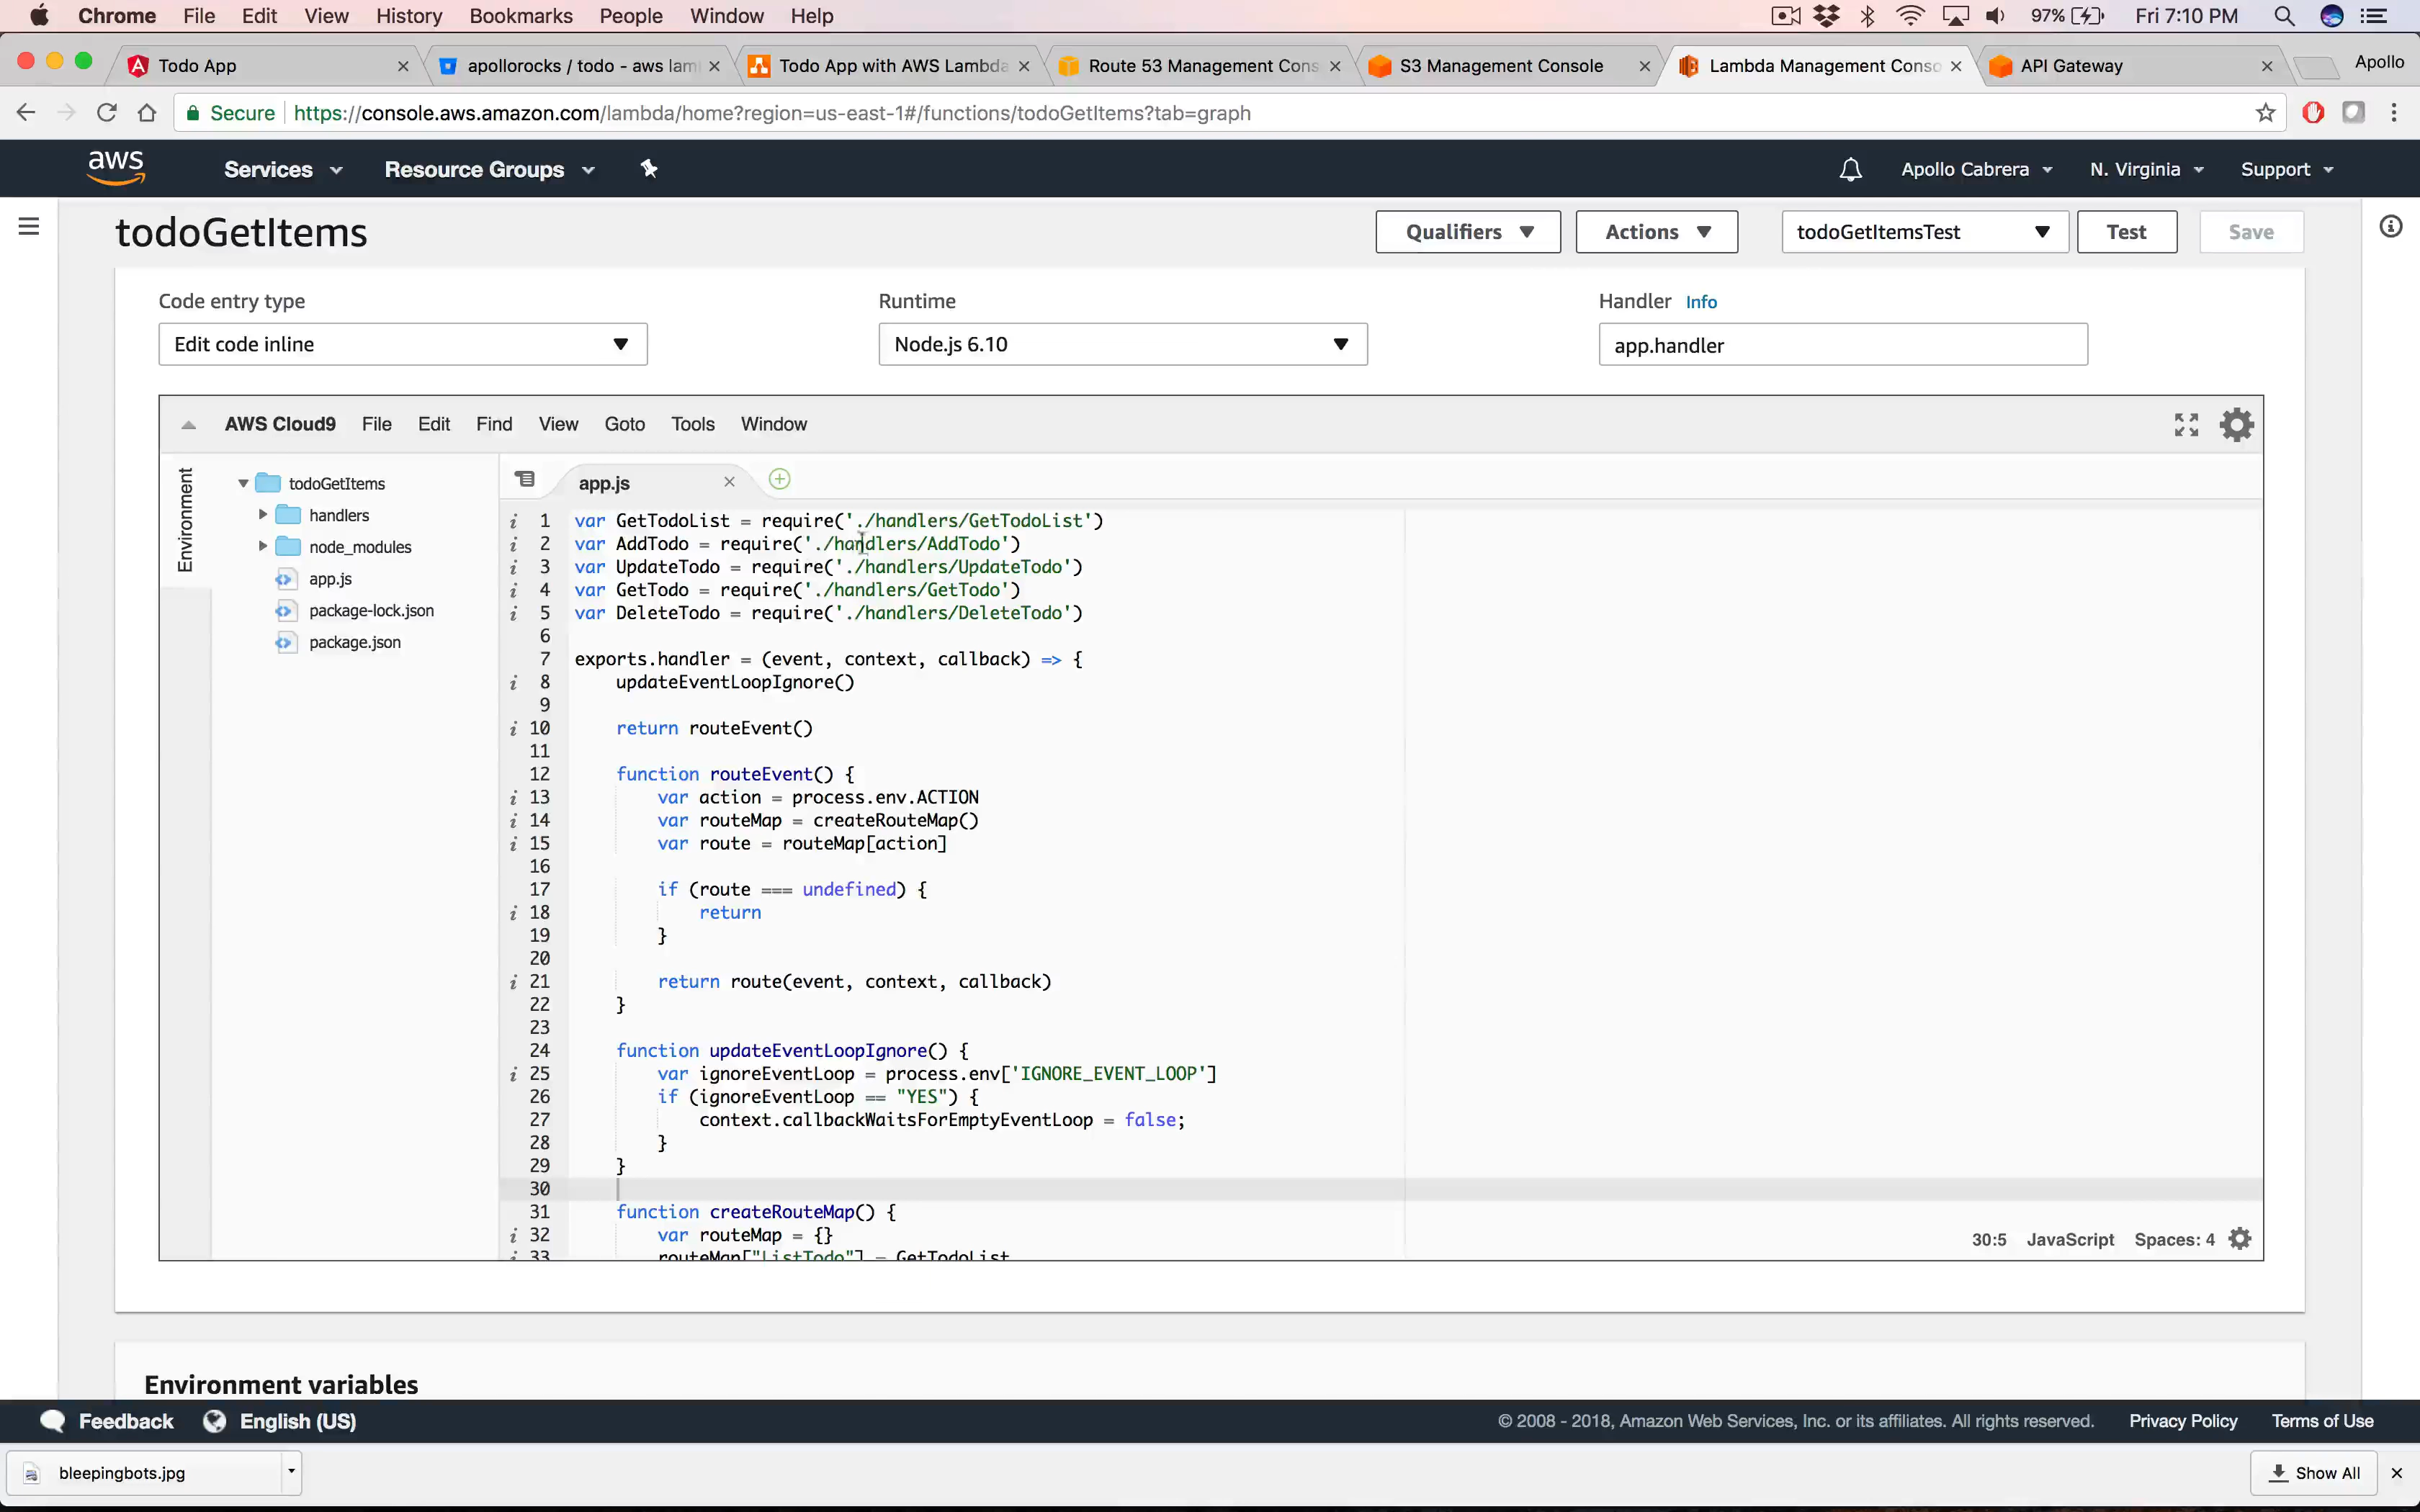 Chrome File Edit View History Bookmarks People Window Help 97% Fri 7:10 PM
Todo App apollorocks / todo - aws lam Todo App with AWS Lambda Route 53 Management Cons S3 Management Console Lambda Management Conso API Gateway Apollo
Secure https://console.aws.amazon.com/lambda/home?region=us-east-1#/functions/todoGetItems?tab=graph
aws Services Resource Groups Apollo Cabrera N. Virginia Support
todoGetItems Qualifiers Actions todoGetItemsTest Test Save
Code entry type Runtime Handler Info
Edit code inline Node.js 6.10 app.handler
AWS Cloud9 File Edit Find View Goto Tools Window
Environment
todoGetItems
handlers
node_modules
app.js
package-lock.json
package.json
app.js
1 var GetTodoList = require('./handlers/GetTodoList')
2 var AddTodo = require('./handlers/AddTodo')
3 var UpdateTodo = require('./handlers/UpdateTodo')
4 var GetTodo = require('./handlers/GetTodo')
5 var DeleteTodo = require('./handlers/DeleteTodo')
6
7 exports.handler = (event, context, callback) => {
8 updateEventLoopIgnore()
9
10 return routeEvent()
11
12 function routeEvent() {
13 var action = process.env.ACTION
14 var routeMap = createRouteMap()
15 var route = routeMap[action]
16
17 if (route === undefined) {
18 return
19 }
20
21 return route(event, context, callback)
22 }
23
24 function updateEventLoopIgnore() {
25 var ignoreEventLoop = process.env['IGNORE_EVENT_LOOP']
26 if (ignoreEventLoop == "YES") {
27 context.callbackWaitsForEmptyEventLoop = false;
28 }
29 }
30
31 function createRouteMap() {
32 var routeMap = {}
33 routeMap["ListTodo"] = GetTodoList
30:5 JavaScript Spaces: 4
Environment variables
Feedback English (US) © 2008 - 2018, Amazon Web Services, Inc. or its affiliates. All rights reserved. Privacy Policy Terms of Use
bleepingbots.jpg Show All